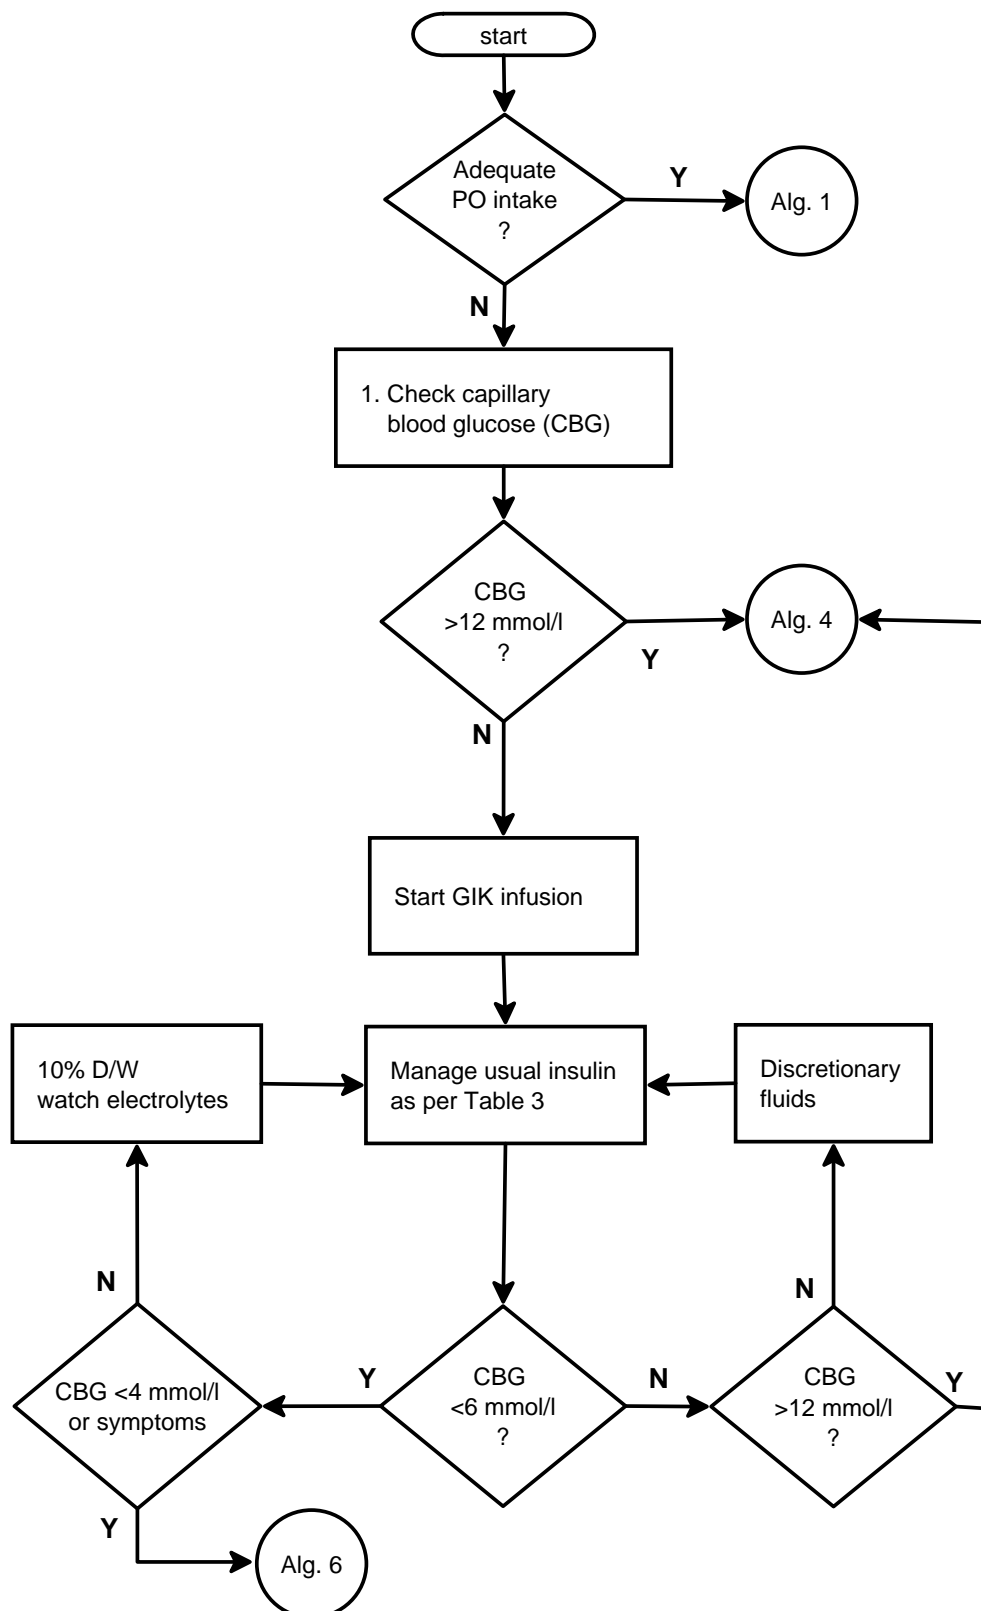 start
Adequate
PO intake
?
Y
Alg. 1
N
1. Check capillary
blood glucose (CBG)
CBG
>12 mmol/l
?
Y
Alg. 4
N
Start GIK infusion
10% D/W
watch electrolytes
Manage usual insulin
as per Table 3
Discretionary
fluids
N
N
CBG <4 mmol/l
or symptoms
Y
CBG
<6 mmol/l
?
N
CBG
>12 mmol/l
?
Y
Y
Alg. 6